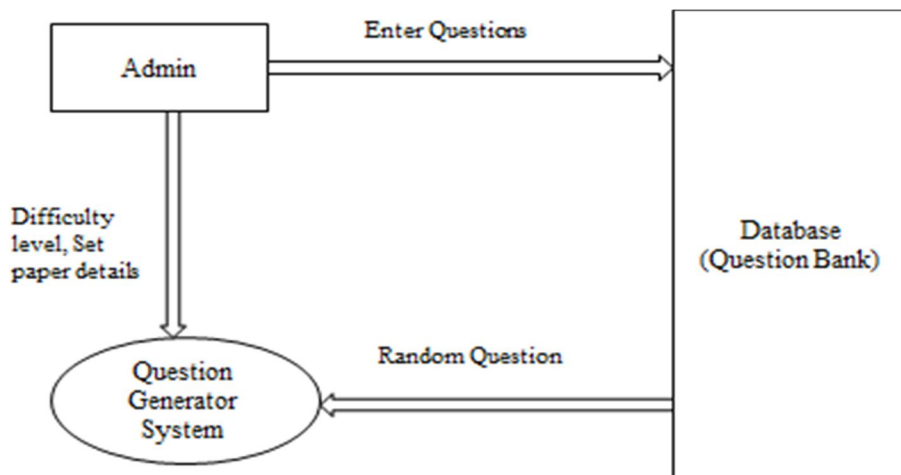 Enter Questions
Admin
Difficulty
level, Set
paper details
Database
(Question Bank)
Random Question
Question
Generator
System